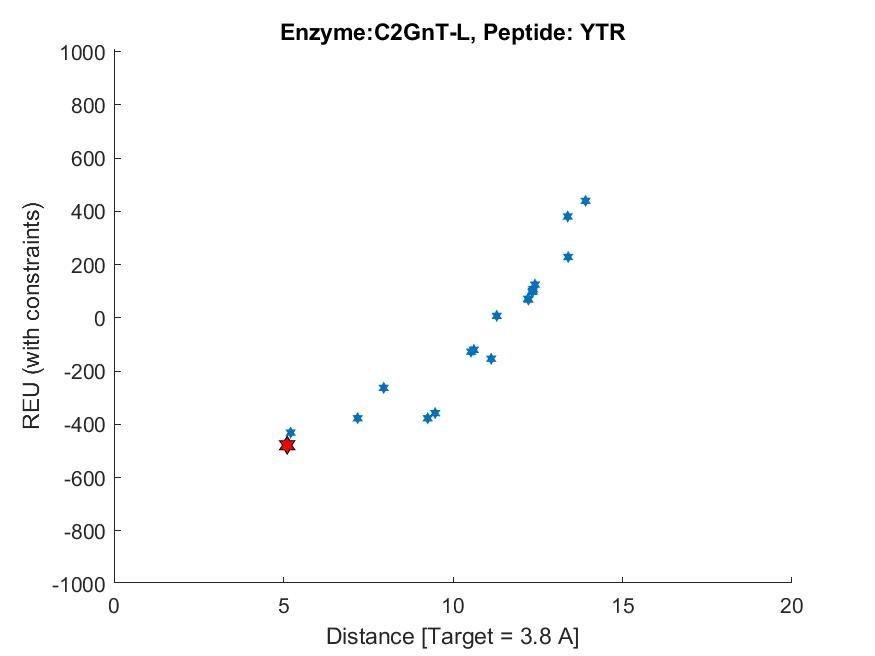 Enzyme:C2GnT-L, Peptide: YTR
1000
800
600
400
200
0
-200
-400
-600
-800
-1000
REU (with constraints)
0 5 10 15 20
Distance [Target = 3.8 A]